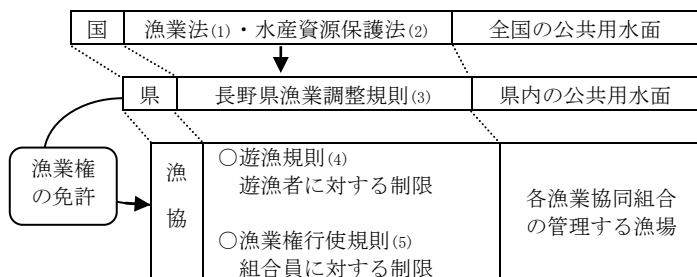 国 漁業法(1)・水産資源保護法(2) 全国の公共用水面
県 長野県漁業調整規則(3) 県内の公共用水面
漁業権
の免許
漁
協
○遊漁規則(4)
遊漁者に対する制限
○漁業権行使規則(5)
組合員に対する制限
各漁業協同組合
の管理する漁場